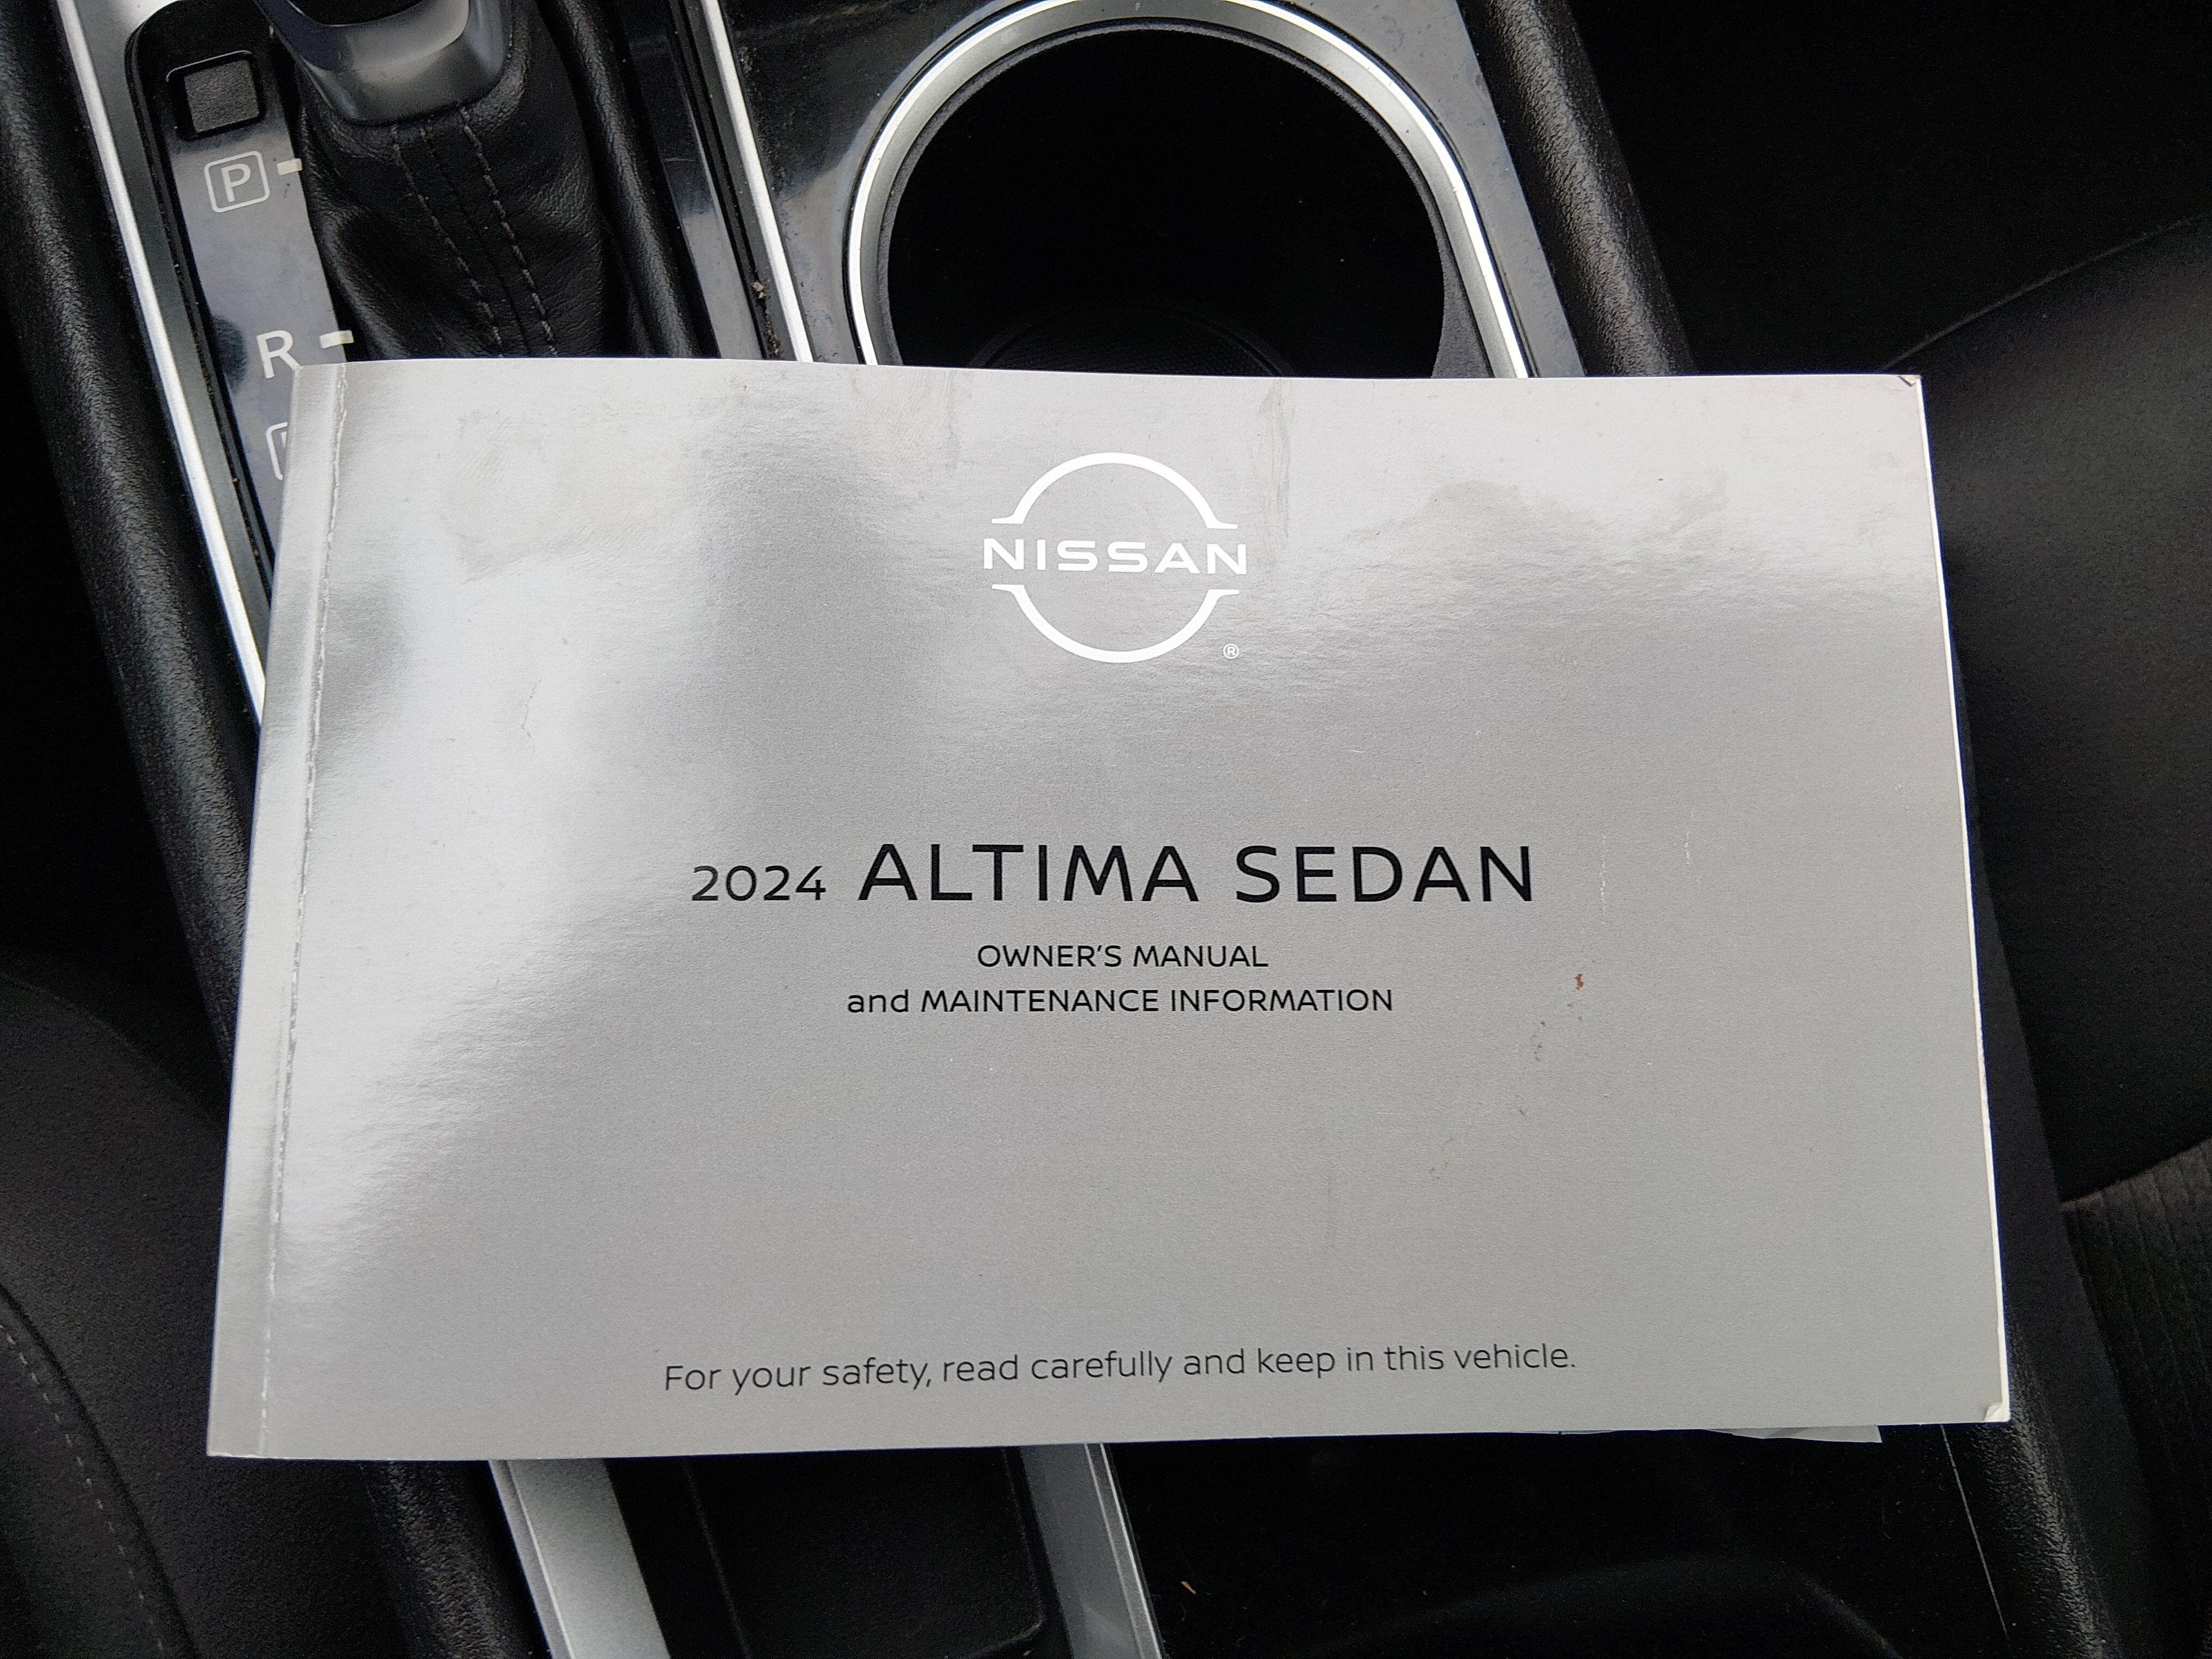 P
R
NISSAN
®
2024 ALTIMA SEDAN
OWNER'S MANUAL
and MAINTENANCE INFORMATION
For your safety, read carefully and keep in this vehicle.